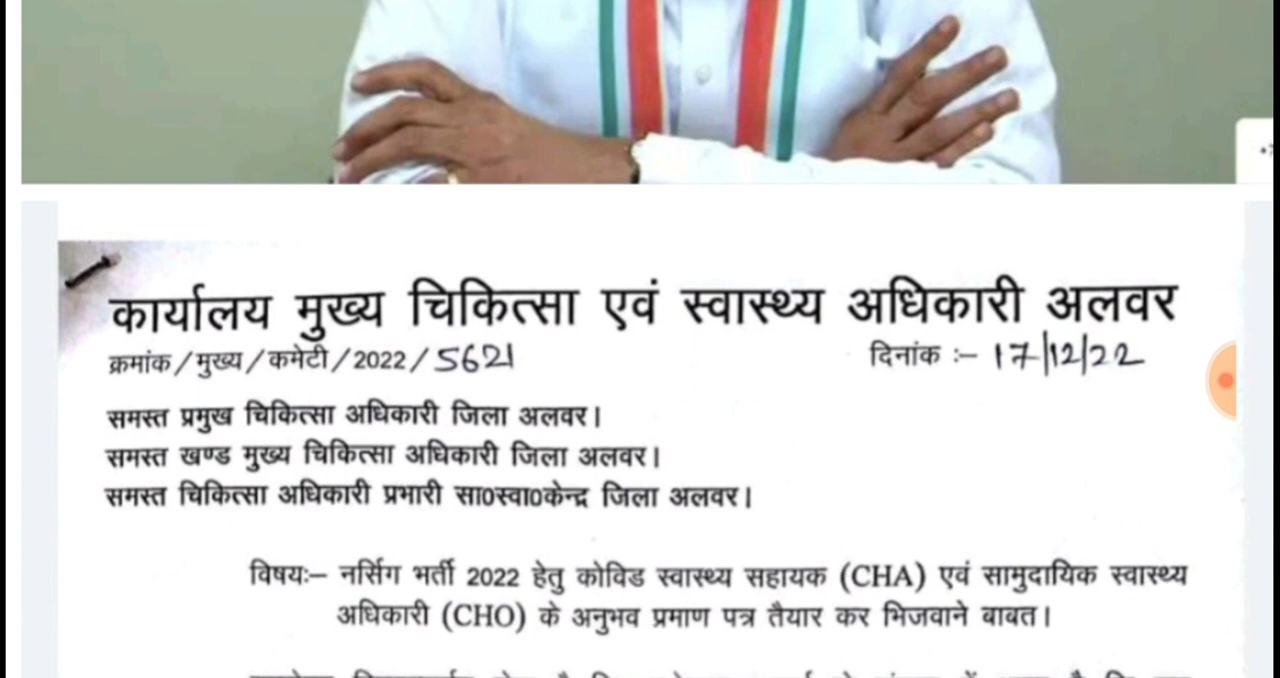 कार्यालय मुख्य चिकित्सा एवं स्वास्थ्य अधिकारी अलवर
क्रमांक/मुख्य/कमेटी/2022/5621 दिनांक :– 17/12/22
समस्त प्रमुख चिकित्सा अधिकारी जिला अलवर।
समस्त खण्ड मुख्य चिकित्सा अधिकारी जिला अलवर।
समस्त चिकित्सा अधिकारी प्रभारी सा0स्वा0केन्द्र जिला अलवर।
विषयः– नर्सिग भर्ती 2022 हेतु कोविड स्वास्थ्य सहायक (CHA) एवं सामुदायिक स्वास्थ्य
अधिकारी (CHO) के अनुभव प्रमाण पत्र तैयार कर भिजवाने बाबत।